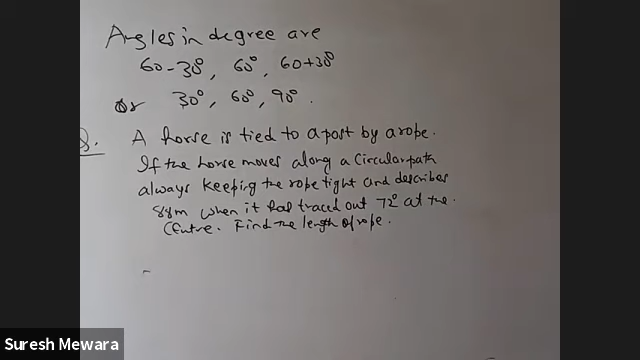 Angles in degree are
60-30°, 60°, 60+30°
Or 30°, 60°, 90°.
Q. A horse is tied to a post by a rope.
If the horse moves along a circular path
always keeping the rope tight and describes
88m when it has traced out 72° at the
Centre. Find the length of rope.
Suresh Mewara